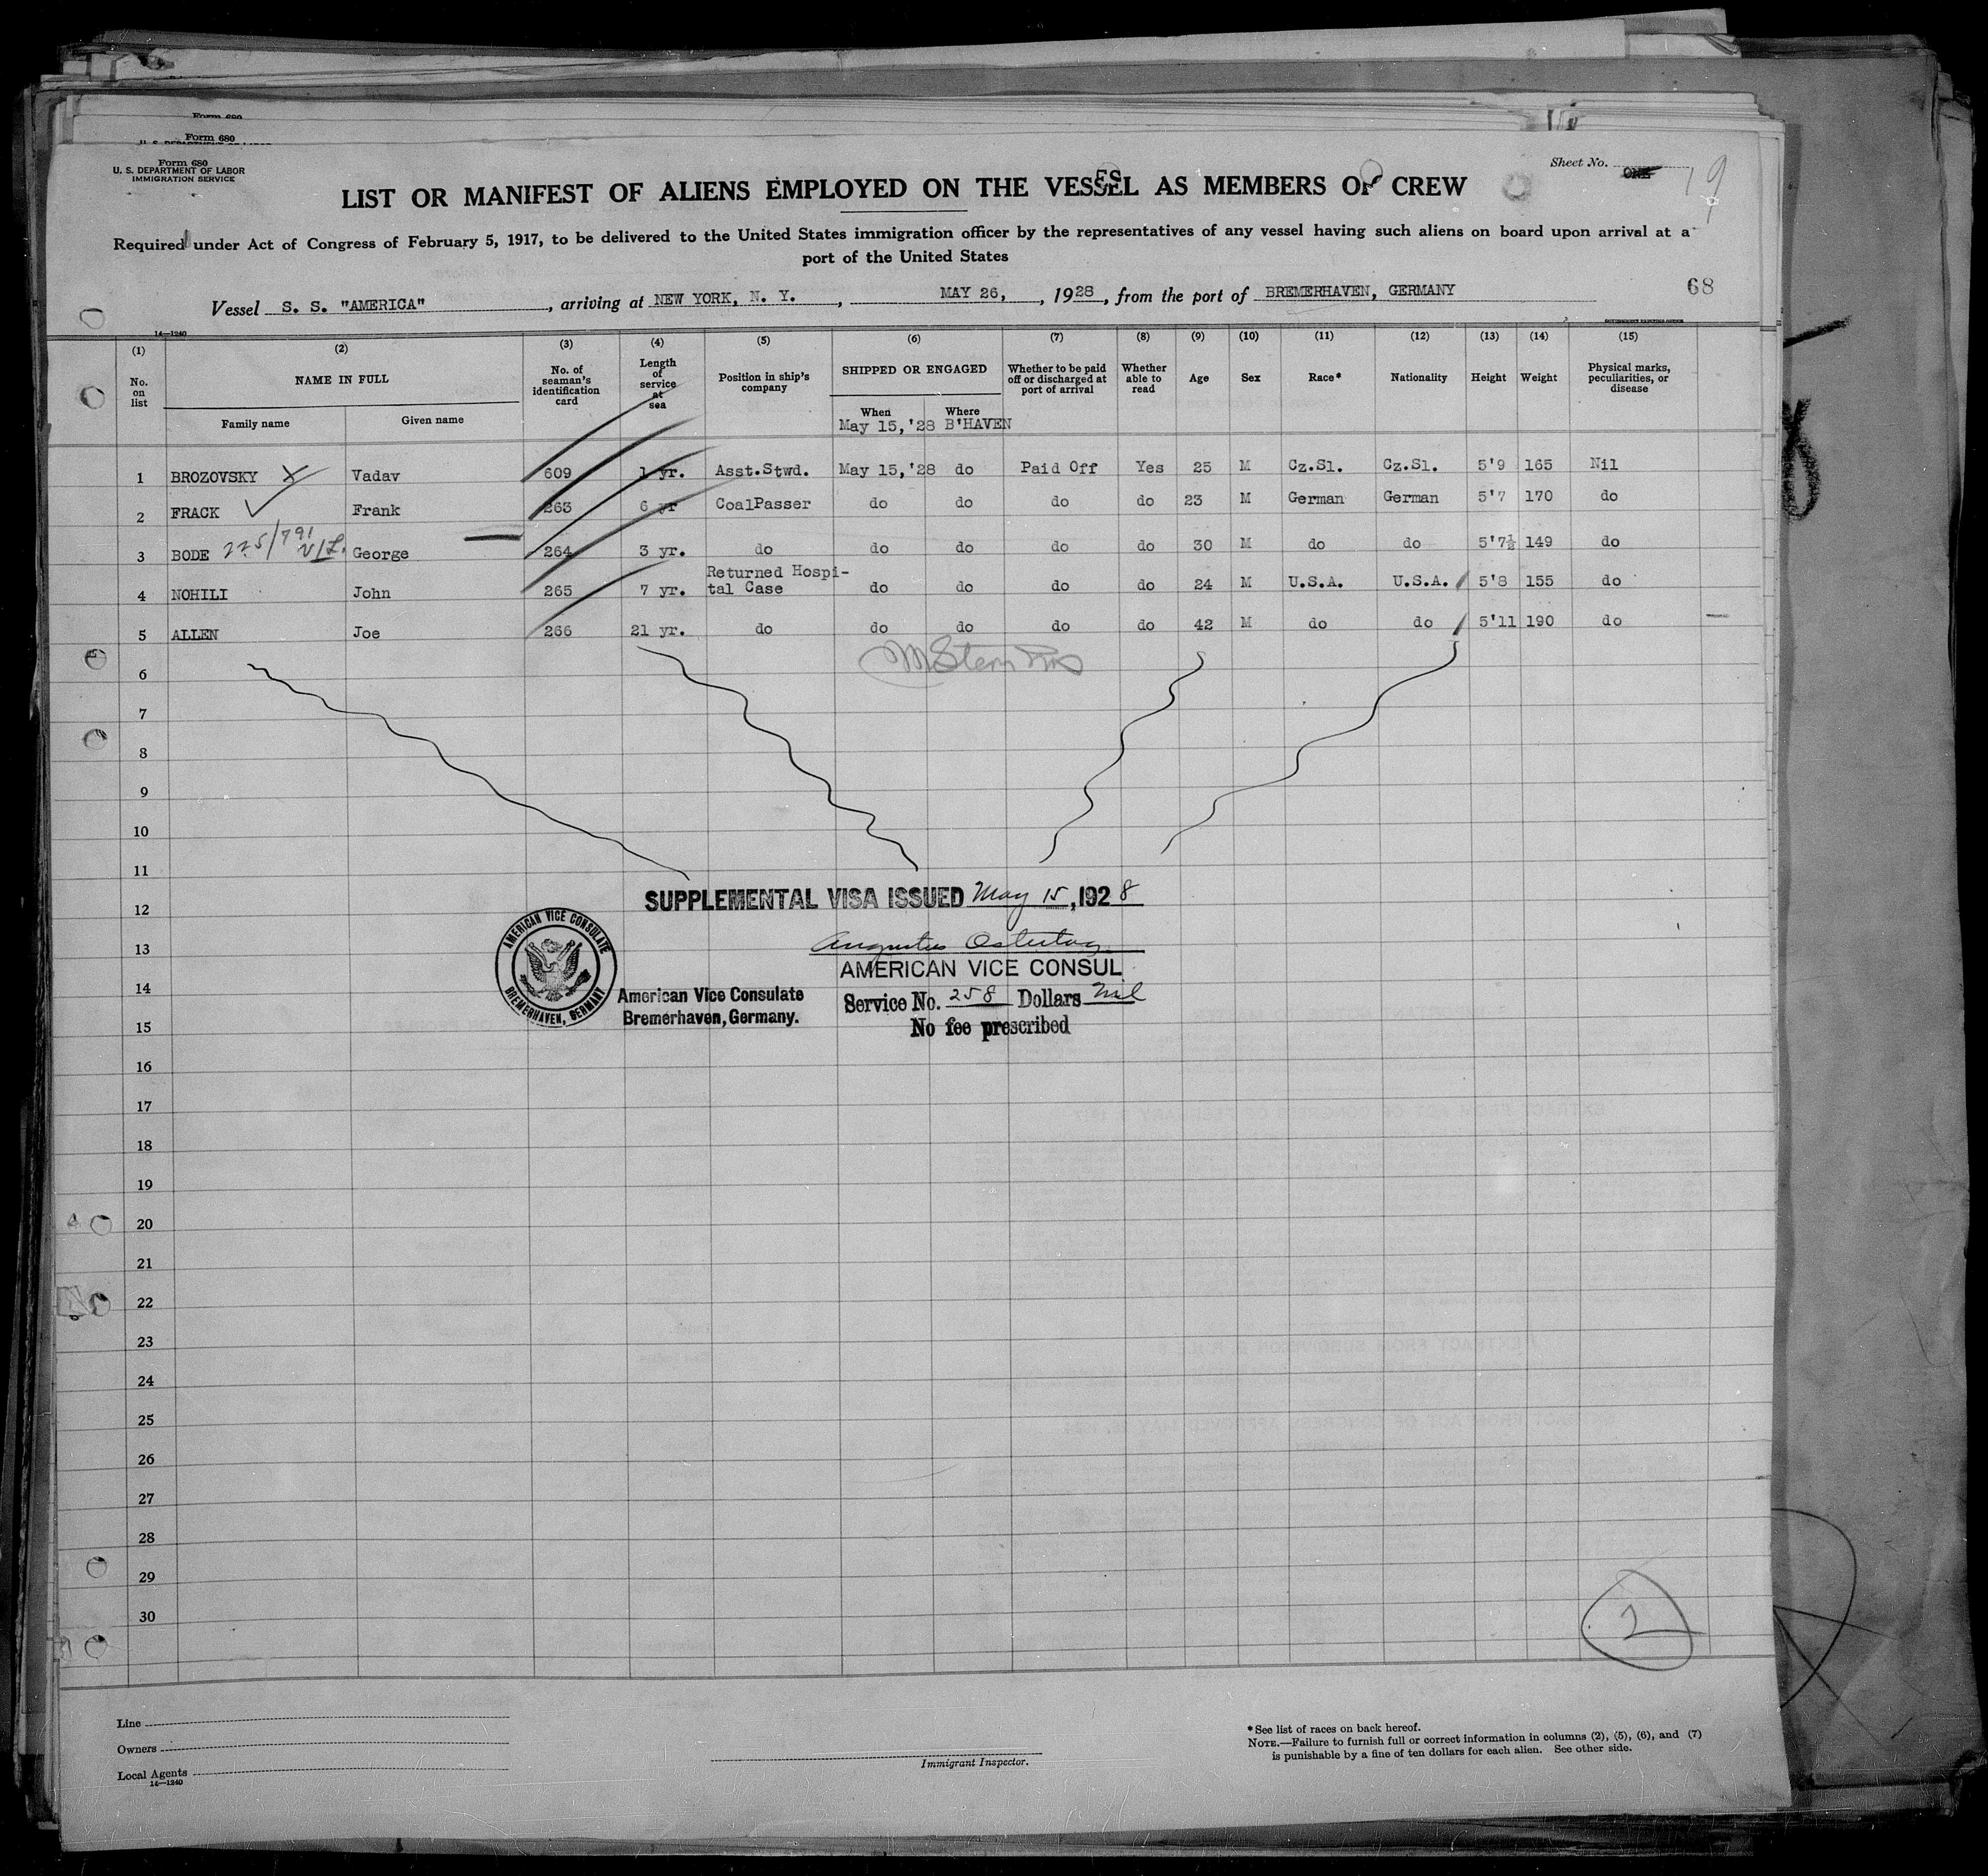 Form 680
Form 680
Form 680
U. S. DEPARTMENT OF LABOR
IMMIGRATION SERVICE
Sheet No. ONE 19
LIST OR MANIFEST OF ALIENS EMPLOYED ON THE VESSEL AS MEMBERS OF CREW
Required under Act of Congress of February 5, 1917, to be delivered to the United States immigration officer by the representatives of any vessel having such aliens on board upon arrival at a
port of the United States
68
Vessel S. S. "AMERICA", arriving at NEW YORK, N. Y., MAY 26, 1928, from the port of BREMERHAVEN, GERMANY
14—1240
(1) (2) (3) (4) (5) (6) (7) (8) (9) (10) (11) (12) (13) (14) (15)
No. on list NAME IN FULL No. of seaman's identification card Length of service at sea Position in ship's company SHIPPED OR ENGAGED Whether to be paid off or discharged at port of arrival Whether able to read Age Sex Race* Nationality Height Weight Physical marks, peculiarities, or disease
Family name Given name When Where
May 15,'28 B'HAVEN
1 BROZOVSKY X Vadav 609 1 yr. Asst.Stwd. May 15,'28 do Paid Off Yes 25 M Cz.Sl. Cz.Sl. 5'9 165 Nil
2 FRACK Frank 263 6 yr CoalPasser do do do do 23 M German German 5'7 170 do
3 BODE 225/791 George 264 3 yr. do do do do do 30 M do do 5'7½ 149 do
4 NOHILI John 265 7 yr. Returned Hospital Case do do do do 24 M U.S.A. U.S.A. 5'8 155 do
5 ALLEN Joe 266 21 yr. do do do do do 42 M do do 5'11 190 do
6
7
8
9
10
11
12
SUPPLEMENTAL VISA ISSUED May 15, 1928
13
Augustus Ostertag
AMERICAN VICE CONSUL
14
AMERICAN VICE CONSULATE
BREMERHAVEN, GERMANY
American Vice Consulate
Bremerhaven, Germany.
Service No. 258 Dollars nil
No fee prescribed
15
16
17
18
19
20
21
22
23
24
25
26
27
28
29
30
2
Line
Owners
Local Agents
14—1240
Immigrant Inspector.
*See list of races on back hereof.
NOTE.—Failure to furnish full or correct information in columns (2), (5), (6), and (7)
is punishable by a fine of ten dollars for each alien. See other side.